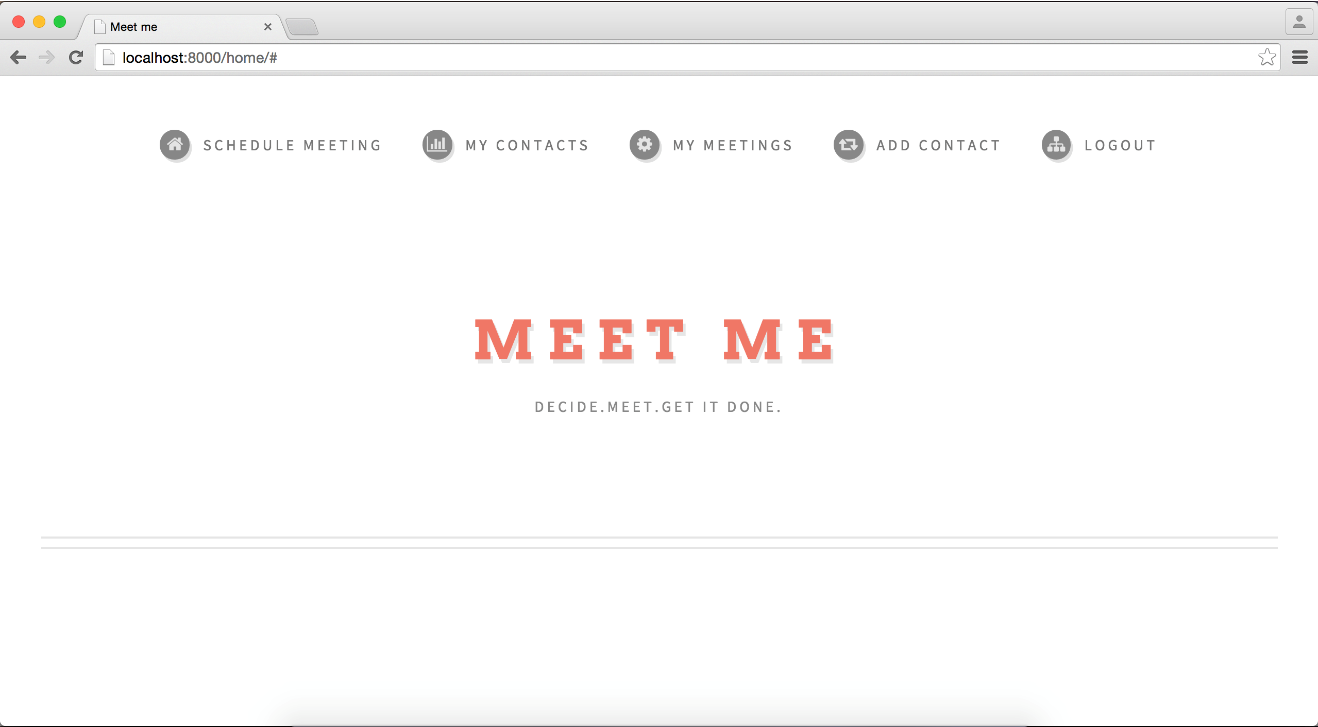 Meet me
localhost:8000/home/#
SCHEDULE MEETING MY CONTACTS MY MEETINGS ADD CONTACT LOGOUT
MEET ME
DECIDE.MEET.GET IT DONE.